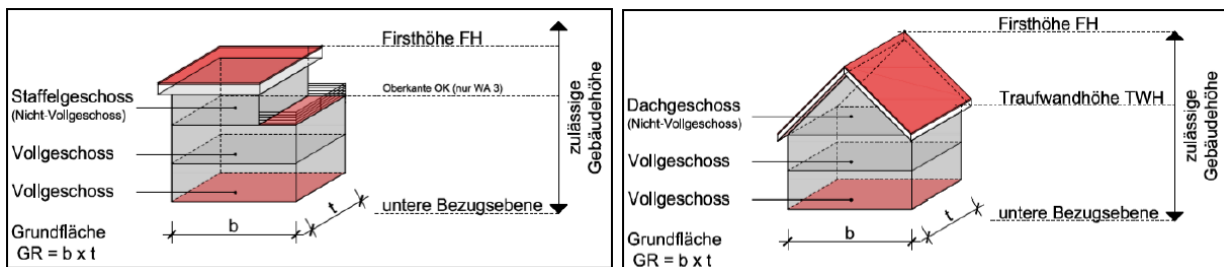 Firsthöhe FH
Oberkante OK (nur WA 3)
Staffelgeschoss
(Nicht-Vollgeschoss)
Vollgeschoss
Vollgeschoss
untere Bezugsebene
b
t
Grundfläche
GR = b x t
zulässige
Gebäudehöhe
Firsthöhe FH
Traufwandhöhe TWH
Dachgeschoss
(Nicht-Vollgeschoss)
Vollgeschoss
Vollgeschoss
untere Bezugsebene
b
t
Grundfläche
GR = b x t
zulässige
Gebäudehöhe